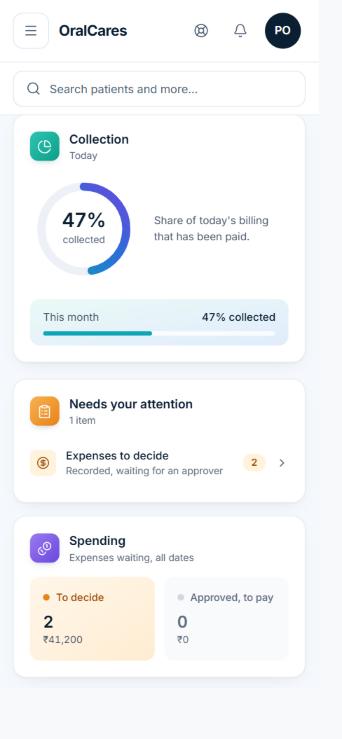 OralCares
PO
Search patients and more...
Collection
Today
47%
collected
Share of today's billing
that has been paid.
This month
47% collected
Needs your attention
1 item
Expenses to decide
Recorded, waiting for an approver
2
Spending
Expenses waiting, all dates
To decide
2
₹41,200
Approved, to pay
0
₹0